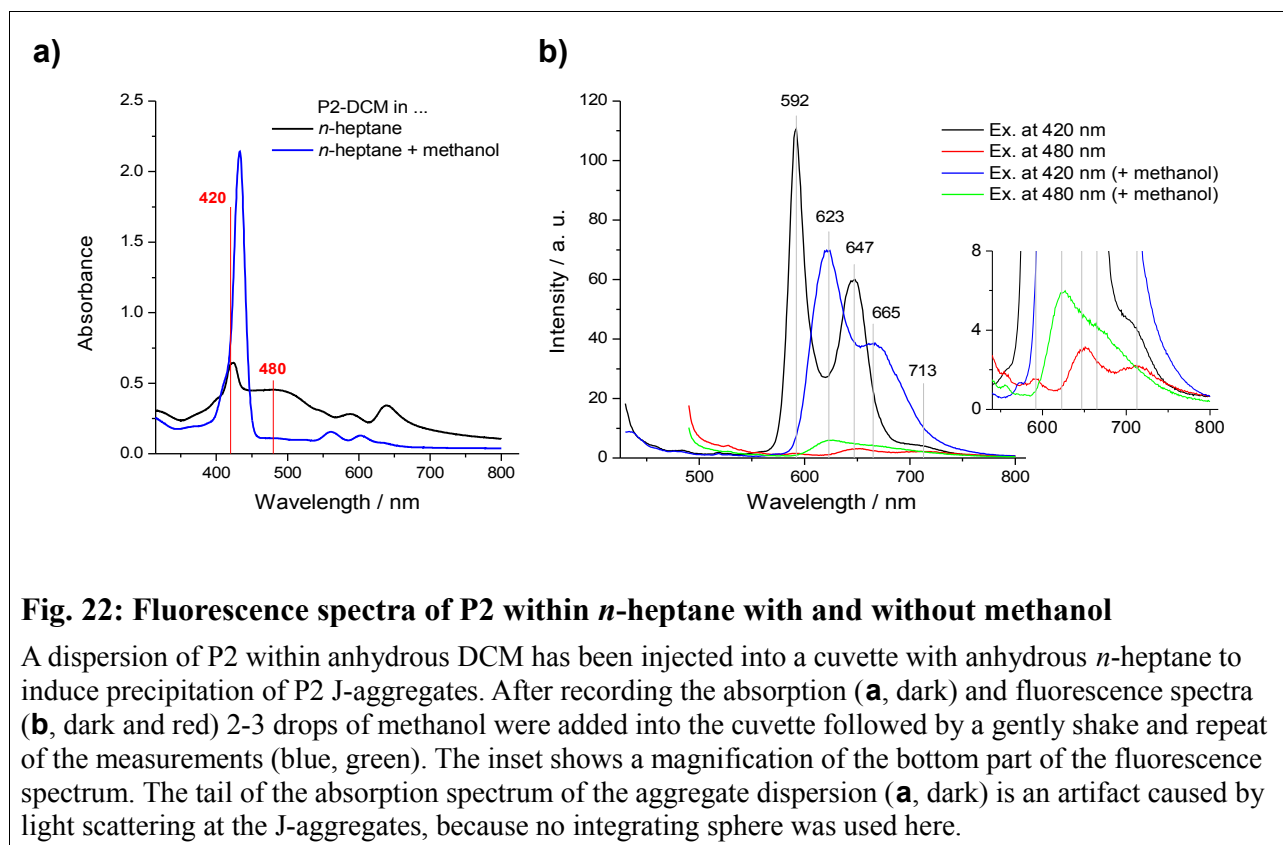 a)
b)
2.5
2.0
1.5
1.0
0.5
0.0
Absorbance
400 500 600 700 800
Wavelength / nm
P2-DCM in ...
n-heptane
n-heptane + methanol
420
480
120
100
80
60
40
20
0
Intensity / a. u.
500 600 700 800
Wavelength / nm
592
623
647
665
713
Ex. at 420 nm
Ex. at 480 nm
Ex. at 420 nm (+ methanol)
Ex. at 480 nm (+ methanol)
8
4
0
600 700 800
Fig. 22: Fluorescence spectra of P2 within n-heptane with and without methanol
A dispersion of P2 within anhydrous DCM has been injected into a cuvette with anhydrous n-heptane to
induce precipitation of P2 J-aggregates. After recording the absorption (a, dark) and fluorescence spectra
(b, dark and red) 2-3 drops of methanol were added into the cuvette followed by a gently shake and repeat
of the measurements (blue, green). The inset shows a magnification of the bottom part of the fluorescence
spectrum. The tail of the absorption spectrum of the aggregate dispersion (a, dark) is an artifact caused by
light scattering at the J-aggregates, because no integrating sphere was used here.